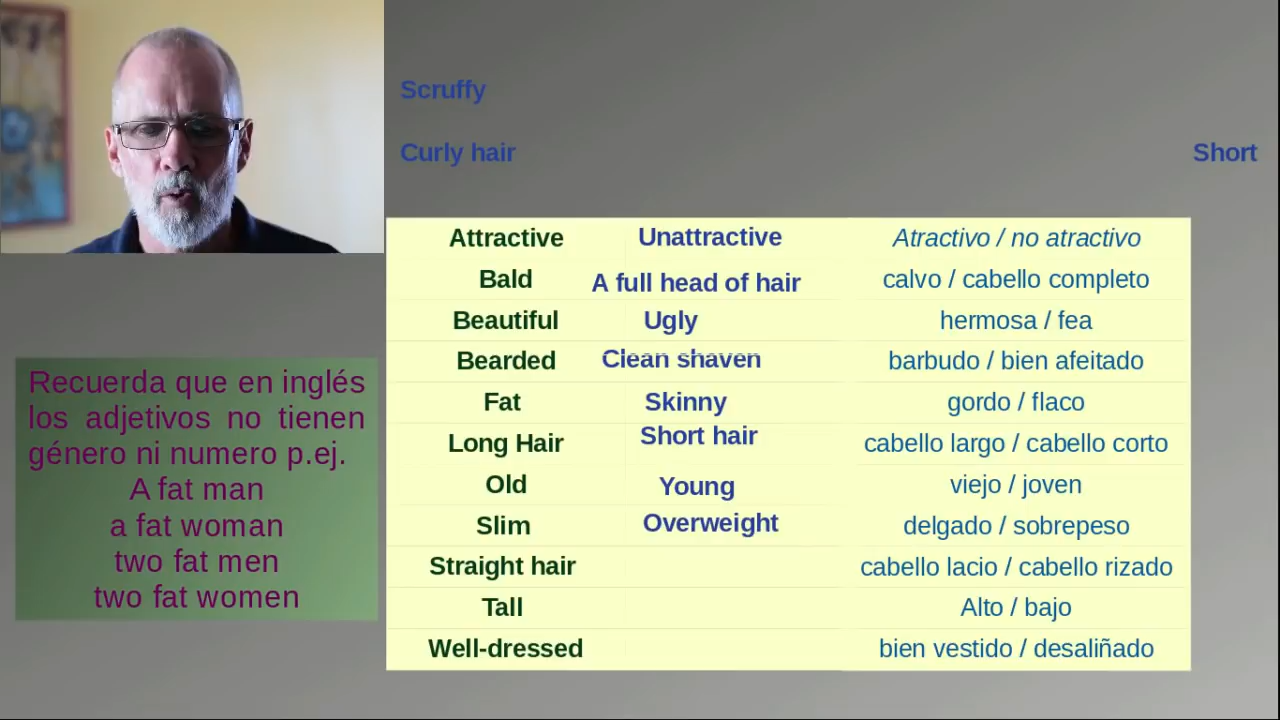 Scruffy
Curly hair Short
Attractive Unattractive Atractivo / no atractivo
Bald A full head of hair calvo / cabello completo
Beautiful Ugly hermosa / fea
Bearded Clean shaven barbudo / bien afeitado
Fat Skinny gordo / flaco
Long Hair Short hair cabello largo / cabello corto
Old Young viejo / joven
Slim Overweight delgado / sobrepeso
Straight hair cabello lacio / cabello rizado
Tall Alto / bajo
Well-dressed bien vestido / desaliñado
Recuerda que en inglés
los adjetivos no tienen
género ni numero p.ej.
A fat man
a fat woman
two fat men
two fat women